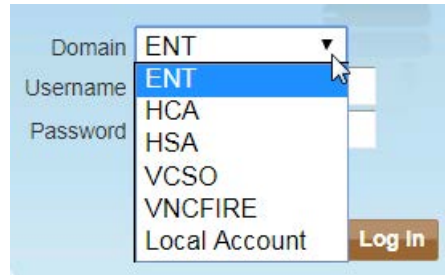 Domain ENT
Username ENT
HCA
Password HSA
VCSO
VNCFIRE
Local Account Log In